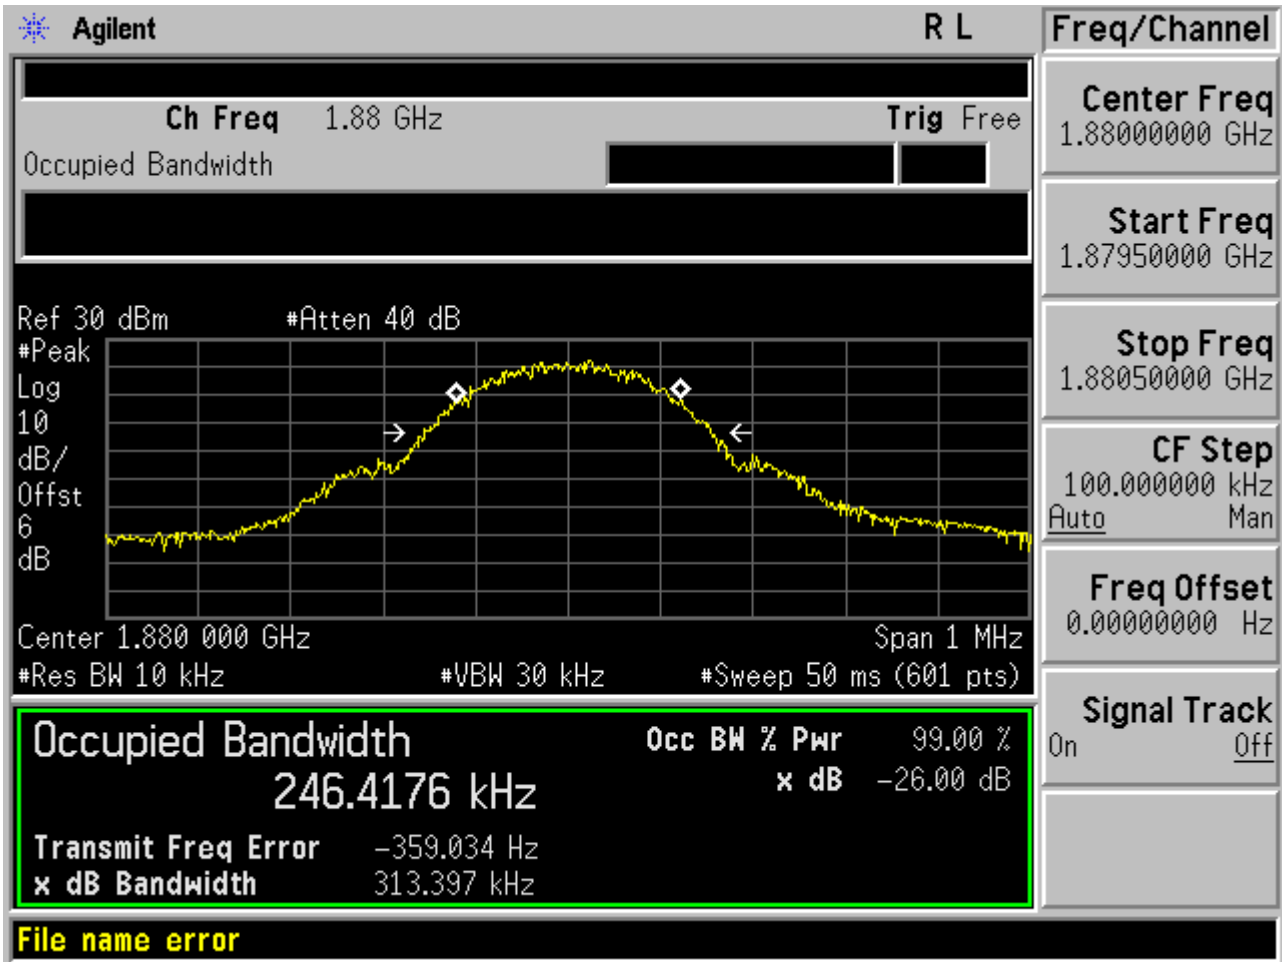 Agilent
R L
Freq/Channel
Ch Freq 1.88 GHz
Trig Free
Occupied Bandwidth
Ref 30 dBm
#Atten 40 dB
#Peak
Log
10
dB/
Offst
6
dB
Center 1.880 000 GHz
Span 1 MHz
#Res BW 10 kHz
#VBW 30 kHz
#Sweep 50 ms (601 pts)
Occupied Bandwidth
246.4176 kHz
Occ BW % Pwr 99.00 %
x dB -26.00 dB
Transmit Freq Error -359.034 Hz
x dB Bandwidth 313.397 kHz
File name error
Center Freq
1.88000000 GHz
Start Freq
1.87950000 GHz
Stop Freq
1.88050000 GHz
CF Step
100.000000 kHz
Auto Man
Freq Offset
0.00000000 Hz
Signal Track
On Off